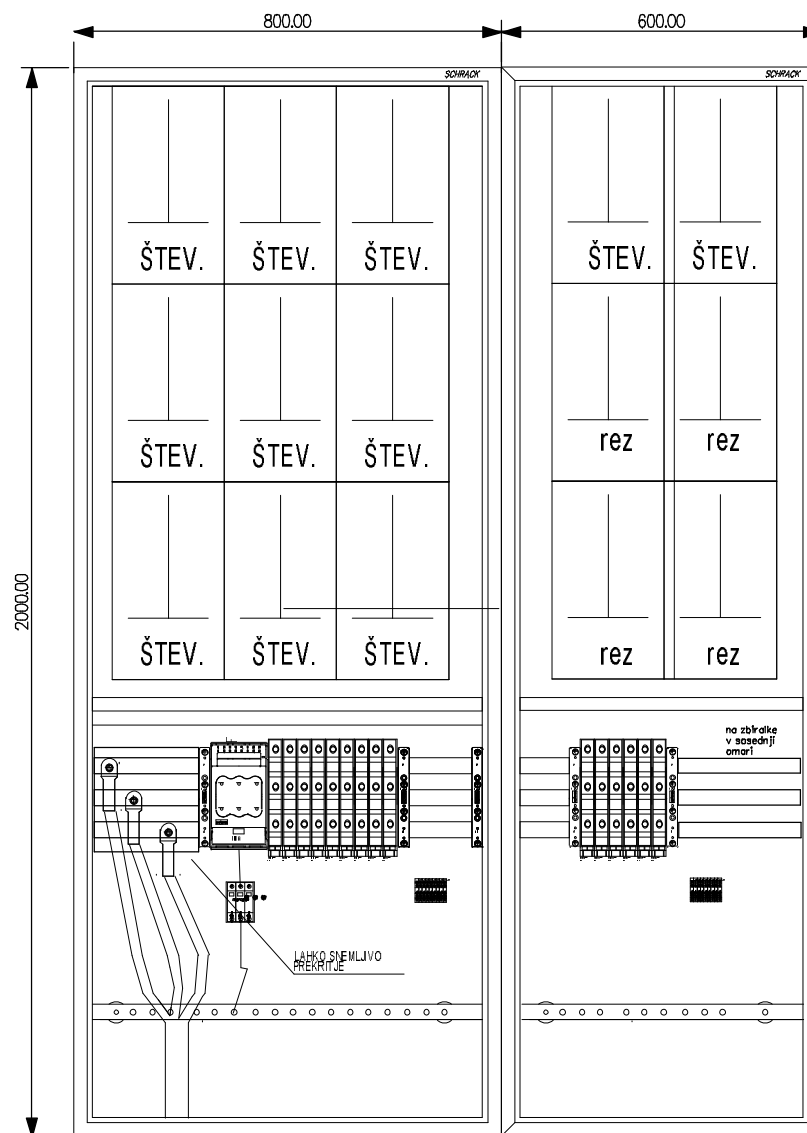 800.00
600.00
SCHRACK
SCHRACK
ŠTEV. ŠTEV. ŠTEV.
ŠTEV. ŠTEV.
ŠTEV. ŠTEV. ŠTEV.
rez rez
ŠTEV. ŠTEV. ŠTEV.
rez rez
2000.00
na zbiralke
v sosednji
omari
LAHKO SNEMLJIVO
PREKRITJE